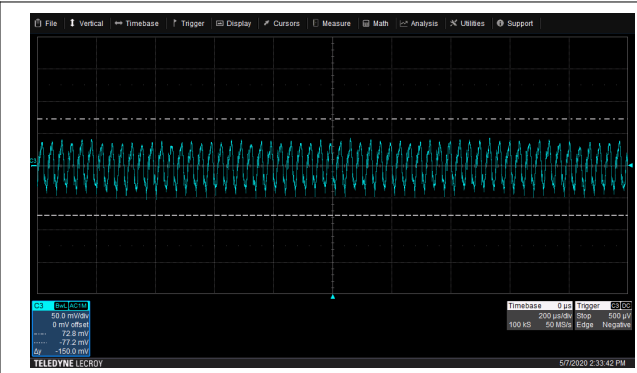 File Vertical Timebase Trigger Display Cursors Measure Math Analysis Utilities Support
C3
C3 BwL AC1M
50.0 mV/div
0 mV offset
72.8 mV
-77.2 mV
Δy -150.0 mV
Timebase 0 µs
200 µs/div
100 kS 50 MS/s
Trigger C3 DC
Stop 500 µV
Edge Negative
TELEDYNE LECROY 5/7/2020 2:33:42 PM